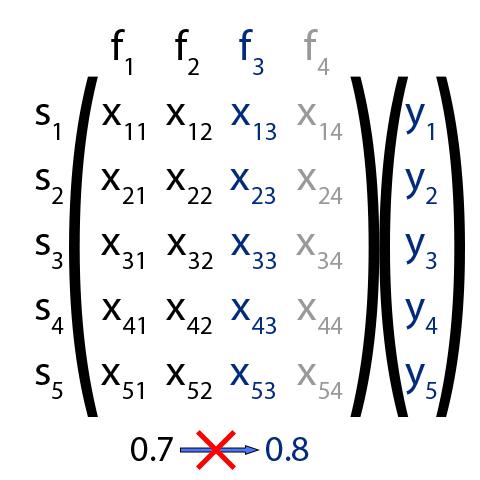 f₁ f₂ f₃ f₄
s₁ x₁₁ x₁₂ x₁₃ x₁₄ y₁
s₂ x₂₁ x₂₂ x₂₃ x₂₄ y₂
s₃ x₃₁ x₃₂ x₃₃ x₃₄ y₃
s₄ x₄₁ x₄₂ x₄₃ x₄₄ y₄
s₅ x₅₁ x₅₂ x₅₃ x₅₄ y₅
0.7 0.8